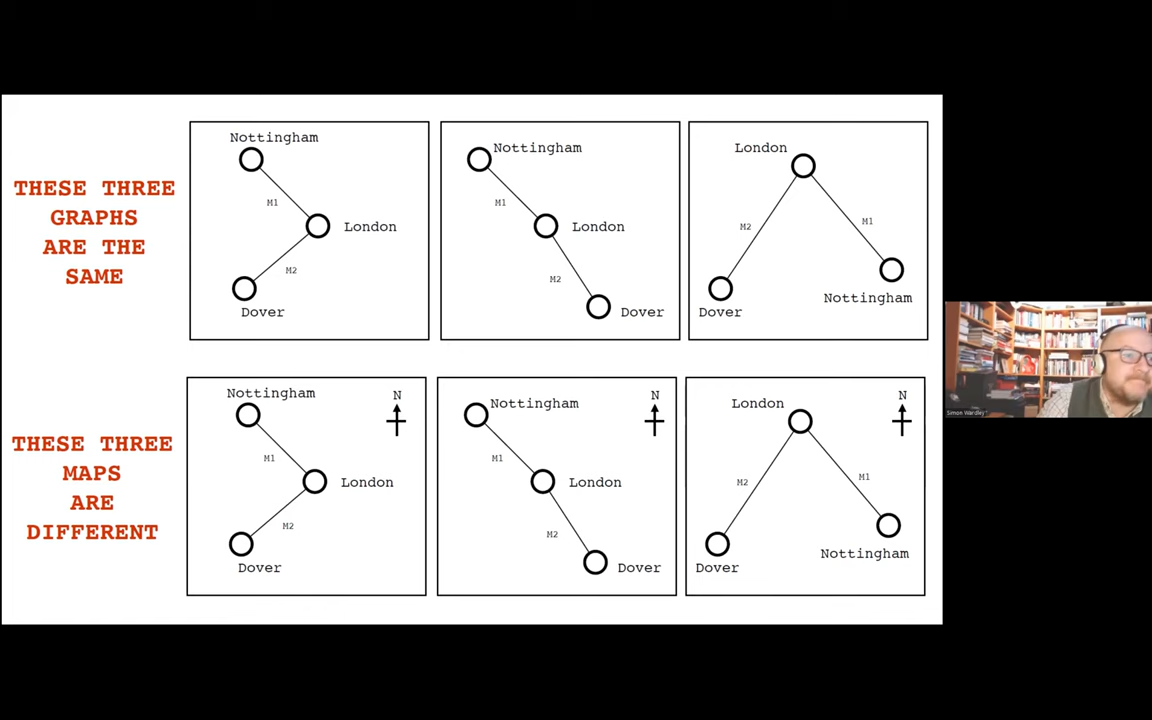 THESE THREE
GRAPHS
ARE THE
SAME
Nottingham
M1
London
M2
Dover
Nottingham
M1
London
M2
Dover
London
M2
M1
Nottingham
Dover
THESE THREE
MAPS
ARE
DIFFERENT
Nottingham
N
M1
London
M2
Dover
Nottingham
N
M1
London
M2
Dover
London
N
M2
M1
Nottingham
Dover
Simon Wardley